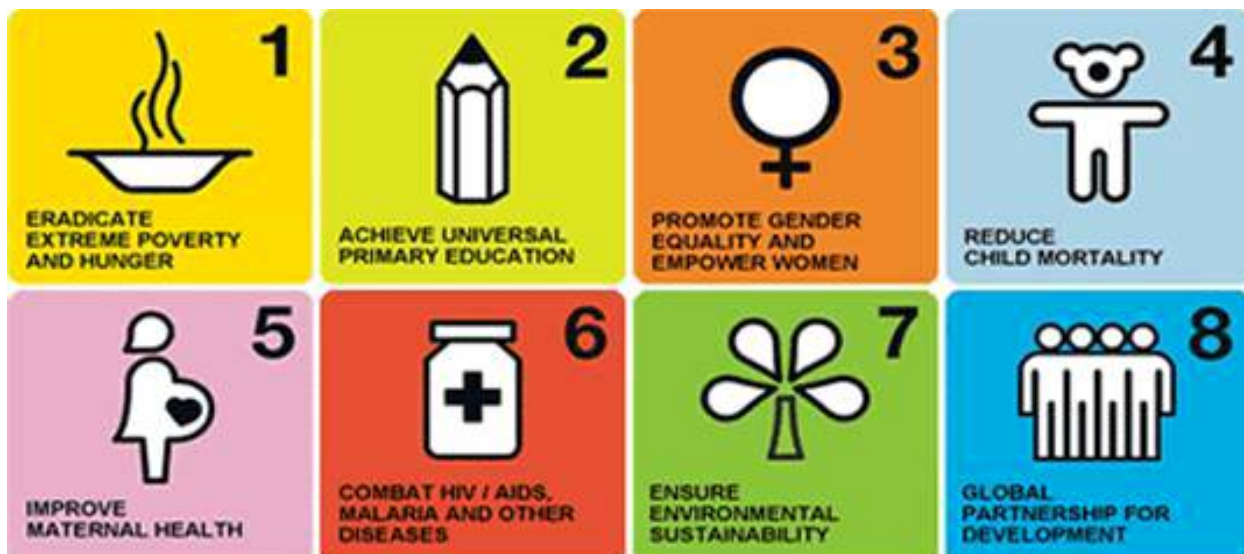 1
ERADICATE
EXTREME POVERTY
AND HUNGER
2
ACHIEVE UNIVERSAL
PRIMARY EDUCATION
3
PROMOTE GENDER
EQUALITY AND
EMPOWER WOMEN
4
REDUCE
CHILD MORTALITY
5
IMPROVE
MATERNAL HEALTH
6
COMBAT HIV / AIDS,
MALARIA AND OTHER
DISEASES
7
ENSURE
ENVIRONMENTAL
SUSTAINABILITY
8
GLOBAL
PARTNERSHIP FOR
DEVELOPMENT